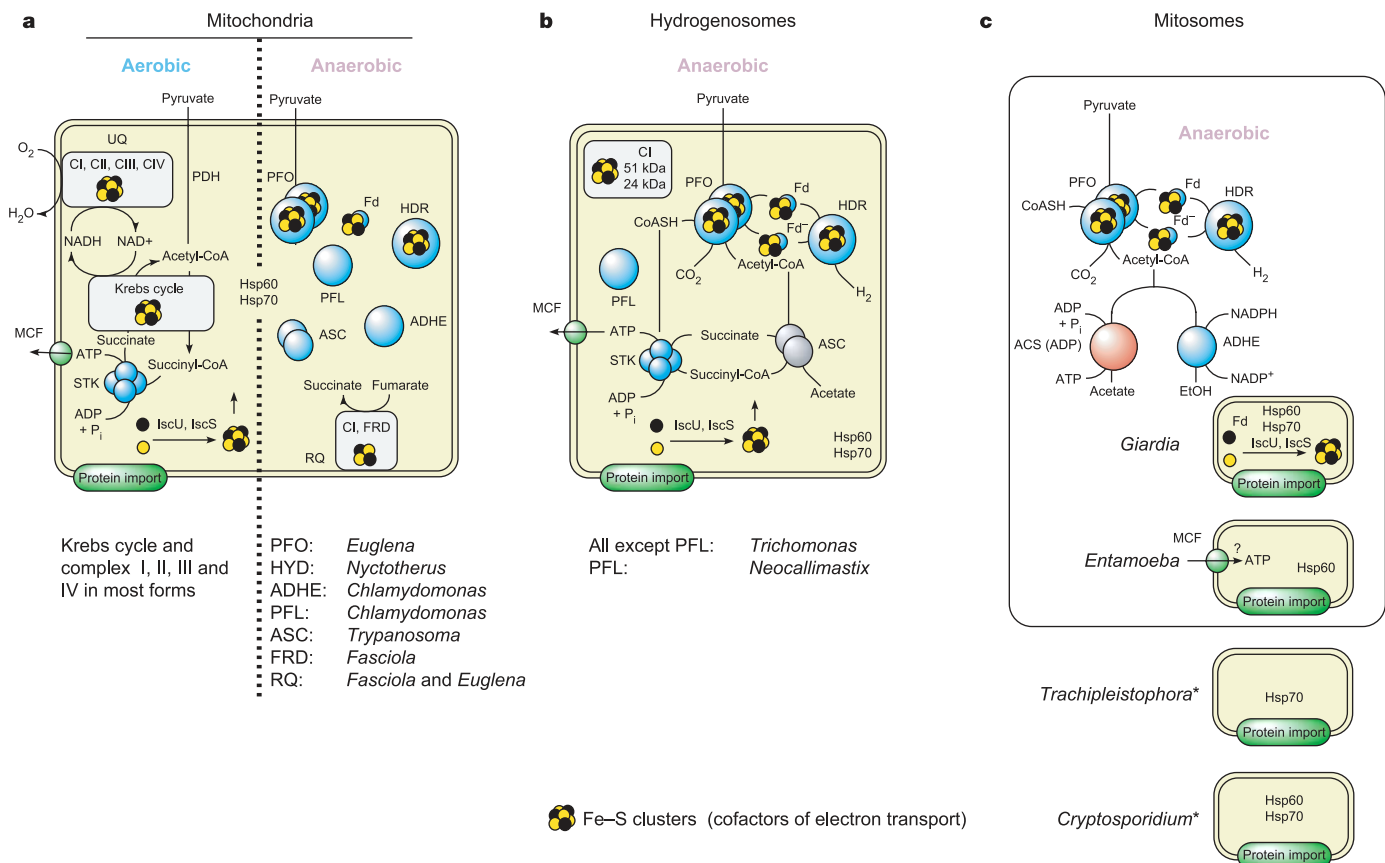 a
Mitochondria
Aerobic
Anaerobic
Pyruvate
Pyruvate
UQ
O2
CI, CII, CIII, CIV
PDH
H2O
NADH
NAD+
Acetyl-CoA
Krebs cycle
Hsp60
Hsp70
MCF
Succinate
ATP
Succinyl-CoA
STK
ADP
+ Pi
IscU, IscS
Protein import
PFO
Fd
HDR
PFL
ADHE
ASC
Succinate
Fumarate
CI, FRD
RQ
Krebs cycle and
complex I, II, III and
IV in most forms
PFO: Euglena
HYD: Nyctotherus
ADHE: Chlamydomonas
PFL: Chlamydomonas
ASC: Trypanosoma
FRD: Fasciola
RQ: Fasciola and Euglena
b
Hydrogenosomes
Anaerobic
Pyruvate
CI
51 kDa
24 kDa
PFO
Fd
HDR
CoASH
Fd–
CO2
Acetyl-CoA
H2
PFL
MCF
ATP
Succinate
STK
ASC
Succinyl-CoA
ADP
+ Pi
Acetate
IscU, IscS
Hsp60
Hsp70
Protein import
All except PFL: Trichomonas
PFL: Neocallimastix
c
Mitosomes
Pyruvate
Anaerobic
PFO
Fd
CoASH
HDR
Fd–
CO2
Acetyl-CoA
H2
ADP
+ Pi
NADPH
ACS (ADP)
ADHE
ATP
NADP+
Acetate
EtOH
Giardia
Fd
Hsp60
Hsp70
IscU, IscS
Protein import
Entamoeba
MCF
?
ATP
Hsp60
Protein import
Trachipleistophora*
Hsp70
Protein import
Cryptosporidium*
Hsp60
Hsp70
Protein import
Fe–S clusters (cofactors of electron transport)